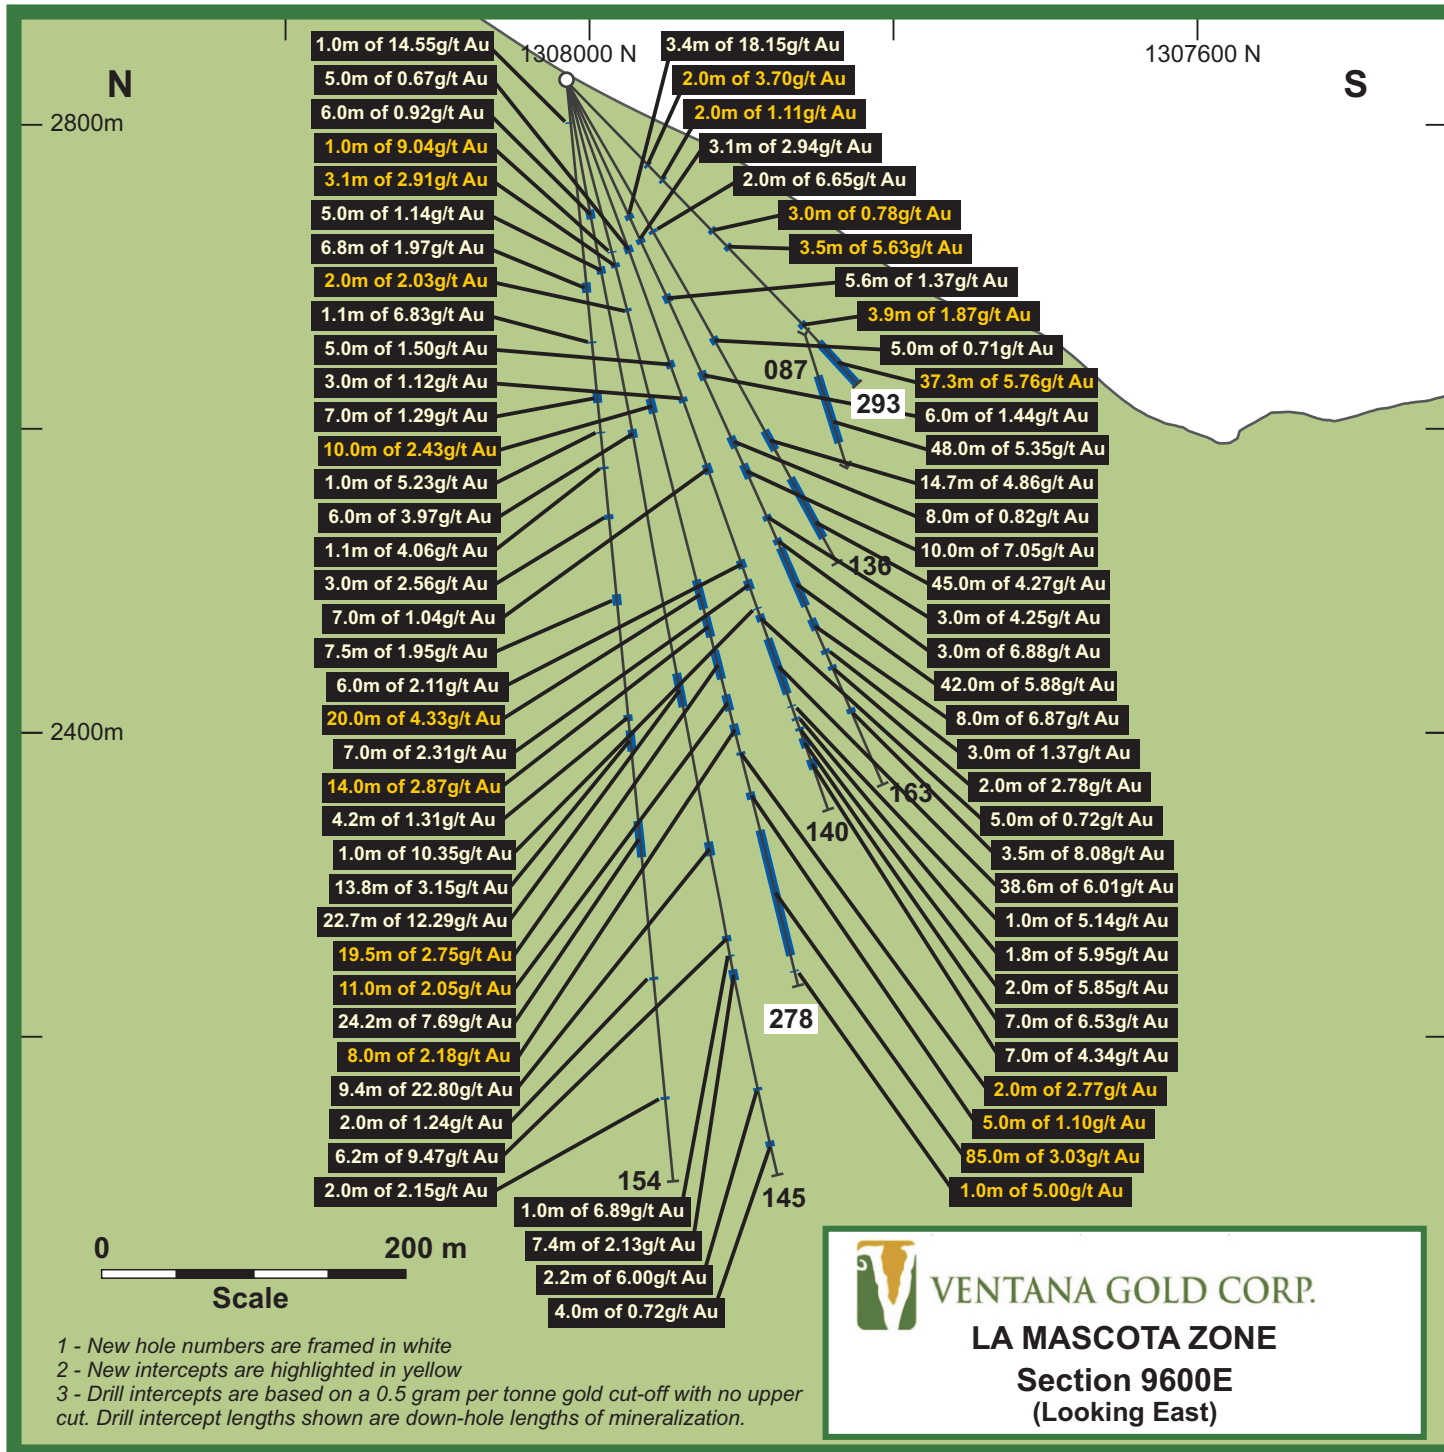 1308000 N
1307600 N
N
S
2800m
2400m
1.0m of 14.55g/t Au
5.0m of 0.67g/t Au
6.0m of 0.92g/t Au
1.0m of 9.04g/t Au
3.1m of 2.91g/t Au
5.0m of 1.14g/t Au
6.8m of 1.97g/t Au
2.0m of 2.03g/t Au
1.1m of 6.83g/t Au
5.0m of 1.50g/t Au
3.0m of 1.12g/t Au
7.0m of 1.29g/t Au
10.0m of 2.43g/t Au
1.0m of 5.23g/t Au
6.0m of 3.97g/t Au
1.1m of 4.06g/t Au
3.0m of 2.56g/t Au
7.0m of 1.04g/t Au
7.5m of 1.95g/t Au
6.0m of 2.11g/t Au
20.0m of 4.33g/t Au
7.0m of 2.31g/t Au
14.0m of 2.87g/t Au
4.2m of 1.31g/t Au
1.0m of 10.35g/t Au
13.8m of 3.15g/t Au
22.7m of 12.29g/t Au
19.5m of 2.75g/t Au
11.0m of 2.05g/t Au
24.2m of 7.69g/t Au
8.0m of 2.18g/t Au
9.4m of 22.80g/t Au
2.0m of 1.24g/t Au
6.2m of 9.47g/t Au
2.0m of 2.15g/t Au
1.0m of 6.89g/t Au
7.4m of 2.13g/t Au
2.2m of 6.00g/t Au
4.0m of 0.72g/t Au
3.4m of 18.15g/t Au
2.0m of 3.70g/t Au
2.0m of 1.11g/t Au
3.1m of 2.94g/t Au
2.0m of 6.65g/t Au
3.0m of 0.78g/t Au
3.5m of 5.63g/t Au
5.6m of 1.37g/t Au
3.9m of 1.87g/t Au
5.0m of 0.71g/t Au
37.3m of 5.76g/t Au
6.0m of 1.44g/t Au
48.0m of 5.35g/t Au
14.7m of 4.86g/t Au
8.0m of 0.82g/t Au
10.0m of 7.05g/t Au
45.0m of 4.27g/t Au
3.0m of 4.25g/t Au
3.0m of 6.88g/t Au
42.0m of 5.88g/t Au
8.0m of 6.87g/t Au
3.0m of 1.37g/t Au
2.0m of 2.78g/t Au
5.0m of 0.72g/t Au
3.5m of 8.08g/t Au
38.6m of 6.01g/t Au
1.0m of 5.14g/t Au
1.8m of 5.95g/t Au
2.0m of 5.85g/t Au
7.0m of 6.53g/t Au
7.0m of 4.34g/t Au
2.0m of 2.77g/t Au
5.0m of 1.10g/t Au
85.0m of 3.03g/t Au
1.0m of 5.00g/t Au
087
293
136
163
140
278
154
145
0 200 m
Scale
1 - New hole numbers are framed in white
2 - New intercepts are highlighted in yellow
3 - Drill intercepts are based on a 0.5 gram per tonne gold cut-off with no upper
cut. Drill intercept lengths shown are down-hole lengths of mineralization.
VENTANA GOLD CORP.
LA MASCOTA ZONE
Section 9600E
(Looking East)